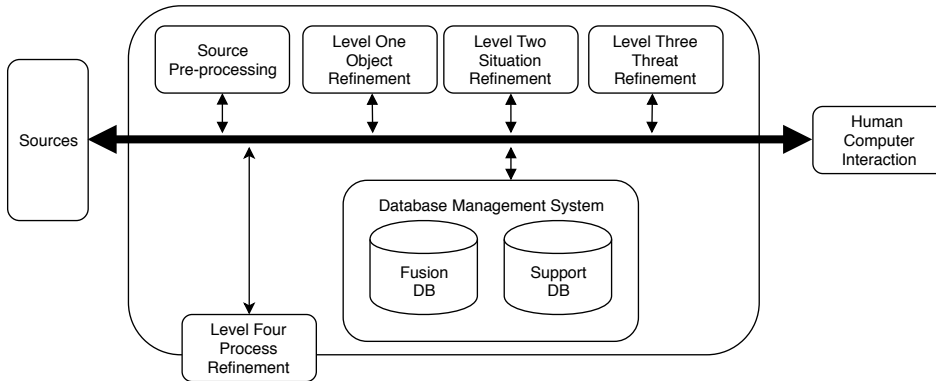 Source
Pre-processing
Level One
Object
Refinement
Level Two
Situation
Refinement
Level Three
Threat
Refinement
Sources
Human
Computer
Interaction
Database Management System
Fusion
DB
Support
DB
Level Four
Process
Refinement